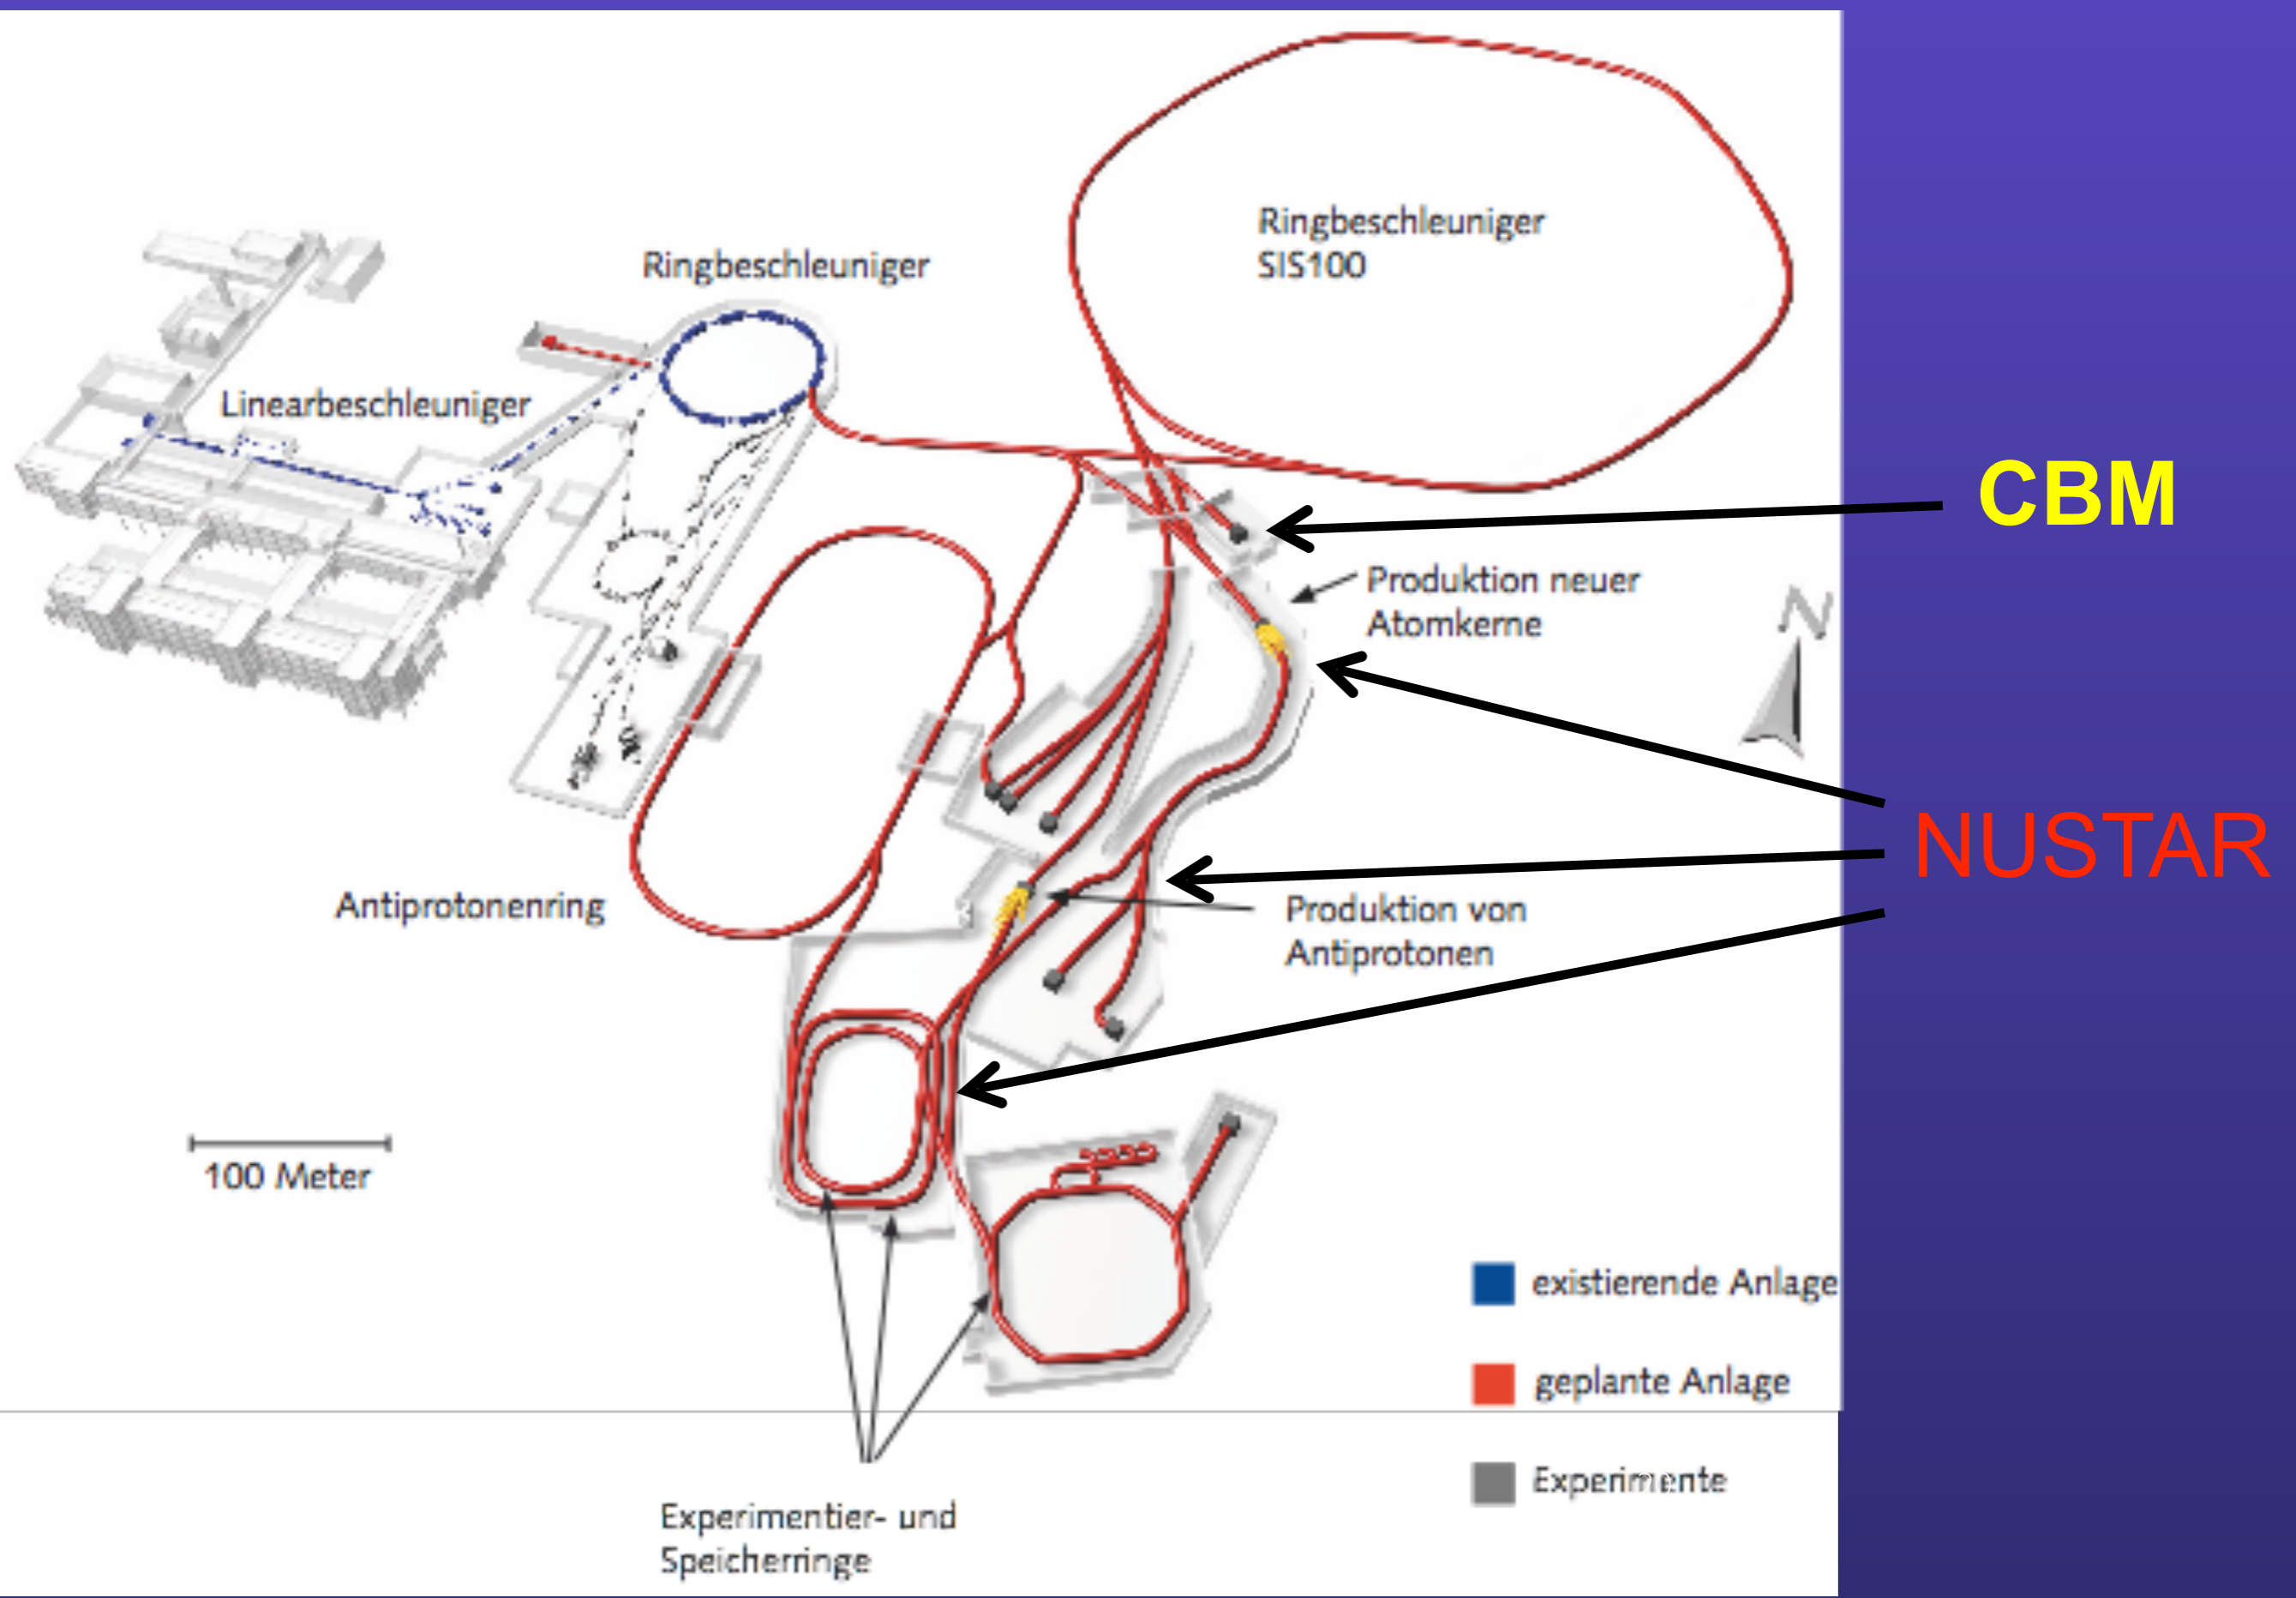 Ringbeschleuniger
SIS100
Ringbeschleuniger
Linearbeschleuniger
CBM
Produktion neuer
Atomkerne
N
NUSTAR
Antiprotonenring
Produktion von
Antiprotonen
100 Meter
existierende Anlage
geplante Anlage
Experimente
Experimentier- und
Speicherringe